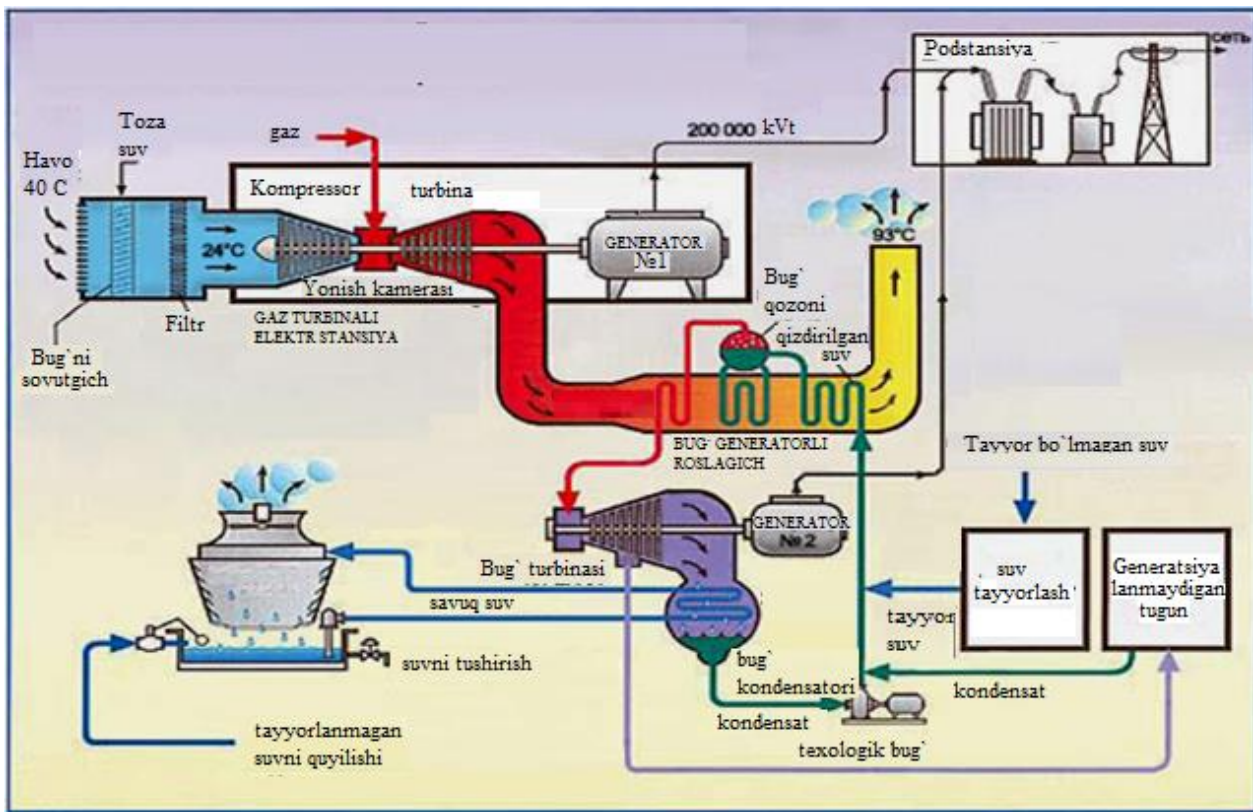 Podstansiya
сеть
Toza
suv
gaz
200 000 kVt
Havo
40 C
Kompressor
turbina
24°C
93°C
GENERATOR
№1
Yonish kamerasi
Filtr
GAZ TURBINALI
ELEKTR STANSIYA
Bug`
qozoni
qizdirilgan
suv
Bug`ni
sovutgich
BUG` GENERATORLI
ROSLAGICH
Tayyor bo`lmagan suv
GENERATOR
№ 2
Bug` turbinasi
savuq suv
suv
tayyorlash
Generatsiya
lanmaydigan
tugun
tayyor
suv
suvni tushirish
bug`
kondensatori
kondensat
kondensat
tayyorlanmagan
suvni quyilishi
texologik bug`